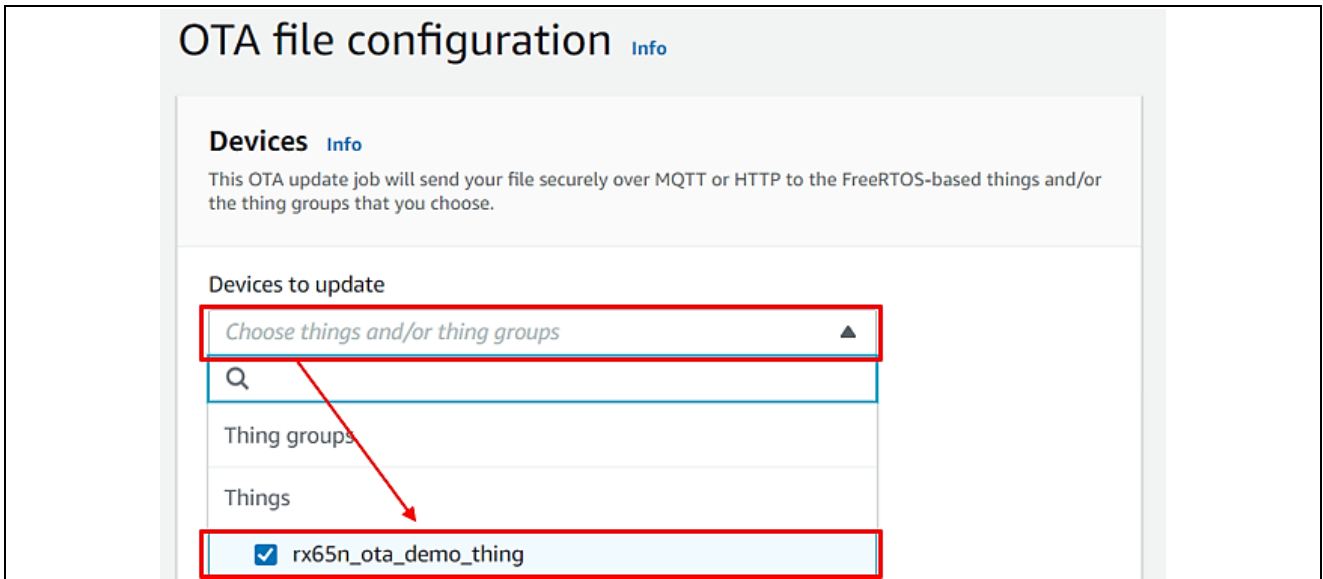 OTA file configuration Info
Devices Info
This OTA update job will send your file securely over MQTT or HTTP to the FreeRTOS-based things and/or
the thing groups that you choose.
Devices to update
Choose things and/or thing groups
Thing groups
Things
rx65n_ota_demo_thing